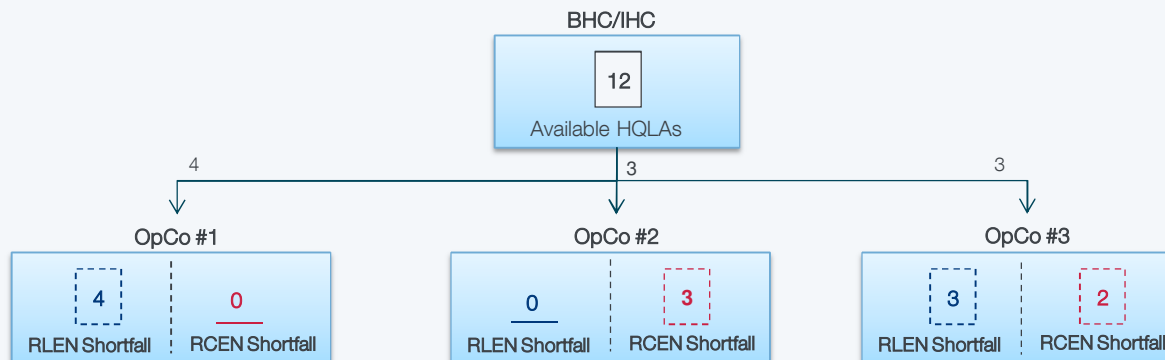 BHC/IHC
12
Available HQLAs
4
3
3
OpCo #1
OpCo #2
OpCo #3
4
0
0
3
3
2
RLEN Shortfall
RCEN Shortfall
RLEN Shortfall
RCEN Shortfall
RLEN Shortfall
RCEN Shortfall